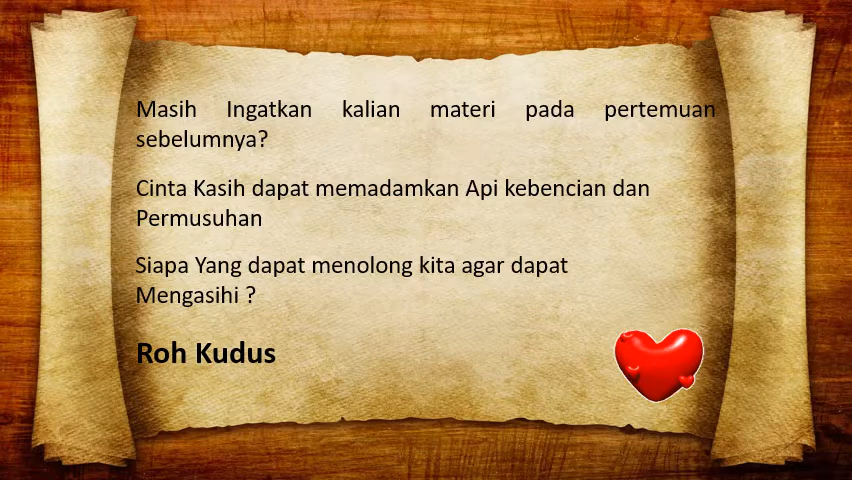 Masih Ingatkan kalian materi pada pertemuan
sebelumnya?
Cinta Kasih dapat memadamkan Api kebencian dan
Permusuhan
Siapa Yang dapat menolong kita agar dapat
Mengasihi ?
Roh Kudus